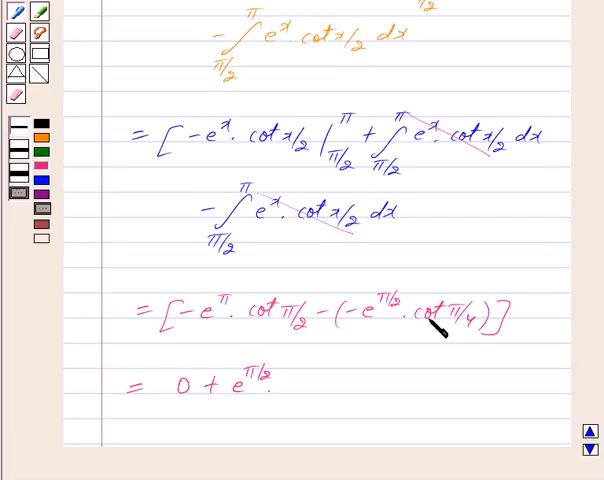 π/2
- ∫_{π/2}^{π} e^x . cot x/2 dx
= [ -e^x . cot x/2 |_{π/2}^{π} + ∫_{π/2}^{π} e^x . cot x/2 dx
- ∫_{π/2}^{π} e^x . cot x/2 dx
= [ -e^π . cot π/2 - (-e^{π/2} . cot π/4) ]
= 0 + e^{π/2} .